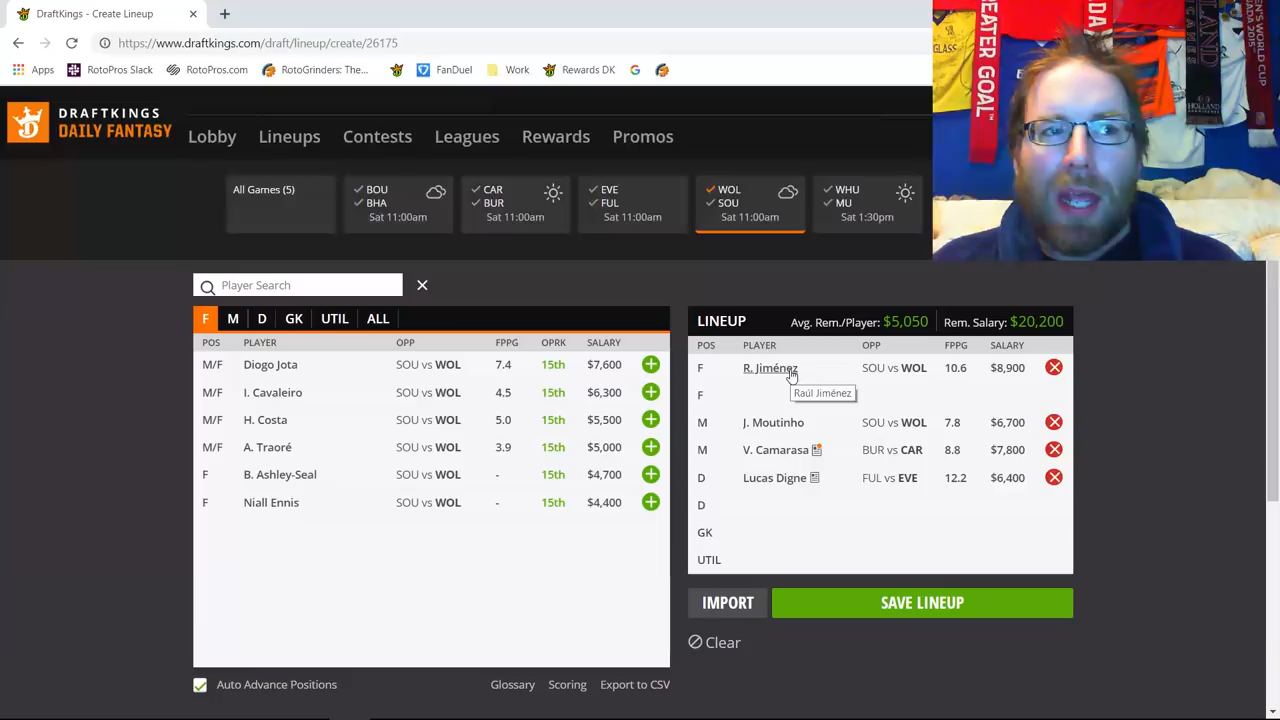 DraftKings - Create Lineup
https://www.draftkings.com/draft/lineup/create/26175
Apps RotoPros Slack RotoPros.com RotoGrinders: The... FanDuel Work Rewards DK
DRAFTKINGS
DAILY FANTASY
Lobby Lineups Contests Leagues Rewards Promos
All Games (5)
BOU
BHA
Sat 11:00am
CAR
BUR
Sat 11:00am
EVE
FUL
Sat 11:00am
WOL
SOU
Sat 11:00am
WHU
MU
Sat 1:30pm
Player Search
F M D GK UTIL ALL
POS PLAYER OPP FPPG OPRK SALARY
M/F Diogo Jota SOU vs WOL 7.4 15th $7,600
M/F I. Cavaleiro SOU vs WOL 4.5 15th $6,300
M/F H. Costa SOU vs WOL 5.0 15th $5,500
M/F A. Traoré SOU vs WOL 3.9 15th $5,000
F B. Ashley-Seal SOU vs WOL - 15th $4,700
F Niall Ennis SOU vs WOL - 15th $4,400
Auto Advance Positions
Glossary Scoring Export to CSV
LINEUP Avg. Rem./Player: $5,050 Rem. Salary: $20,200
POS PLAYER OPP FPPG SALARY
F R. Jiménez SOU vs WOL 10.6 $8,900
Raúl Jiménez
F
M J. Moutinho SOU vs WOL 7.8 $6,700
M V. Camarasa BUR vs CAR 8.8 $7,800
D Lucas Digne FUL vs EVE 12.2 $6,400
D
GK
UTIL
IMPORT SAVE LINEUP
Clear
GLASS
EATER GOAL
HOLLAND